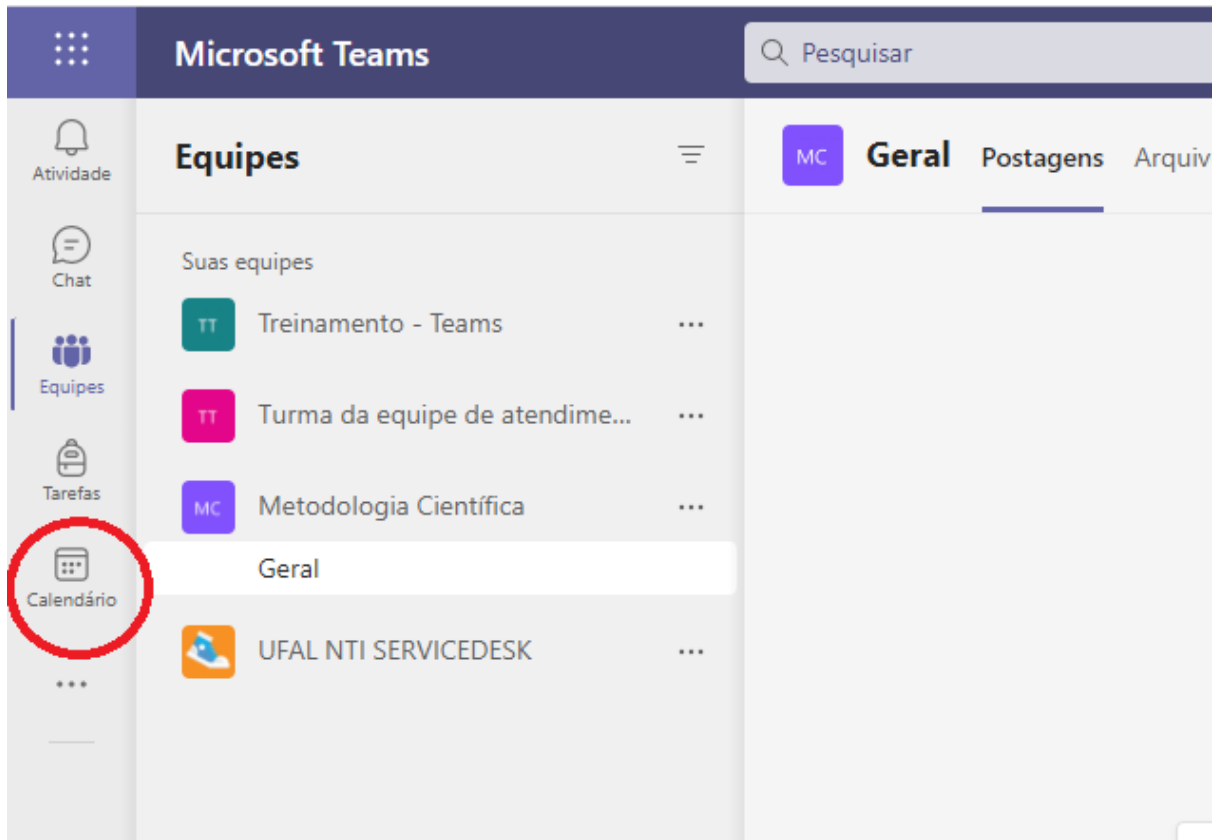 Microsoft Teams
Pesquisar
Atividade
Chat
Equipes
Tarefas
Calendário
Equipes
Suas equipes
TT Treinamento - Teams
TT Turma da equipe de atendime...
MC Metodologia Científica
Geral
UFAL NTI SERVICEDESK
MC Geral Postagens Arquiv